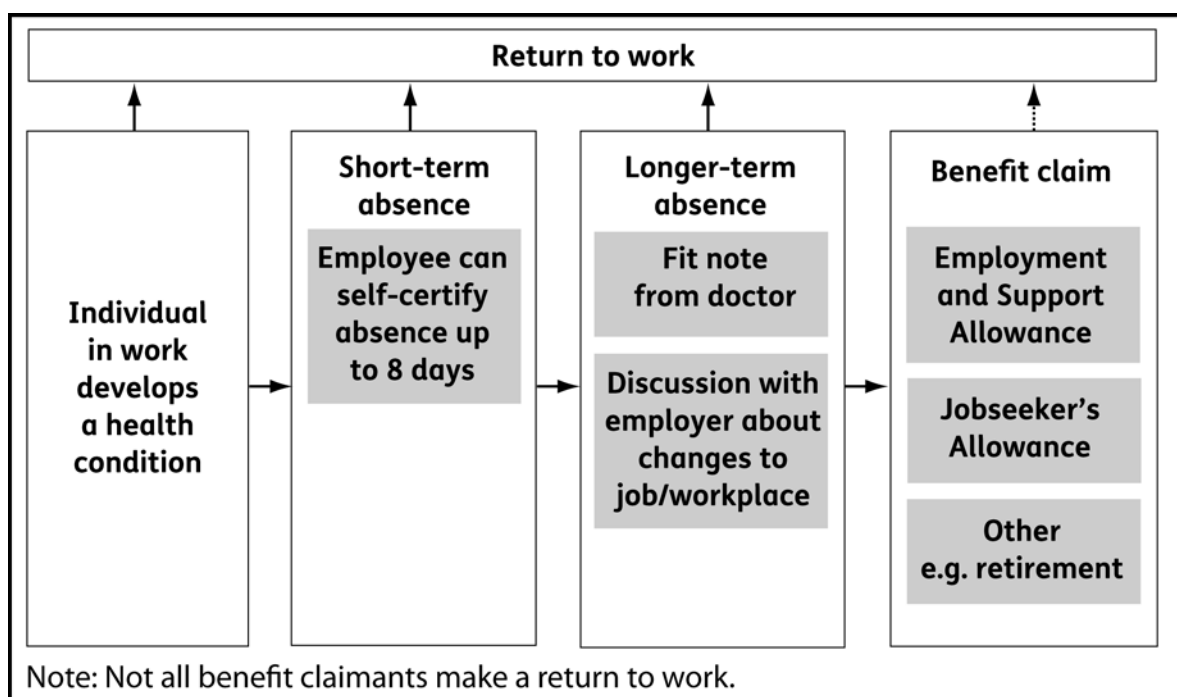 Return to work
Individual
in work
develops
a health
condition
Short-term
absence
Employee can
self-certify
absence up
to 8 days
Longer-term
absence
Fit note
from doctor
Discussion with
employer about
changes to
job/workplace
Benefit claim
Employment
and Support
Allowance
Jobseeker’s
Allowance
Other
e.g. retirement
Note: Not all benefit claimants make a return to work.